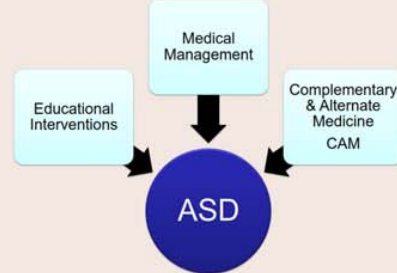 Medical
Management
Educational
Interventions
Complementary
& Alternate
Medicine
CAM
ASD